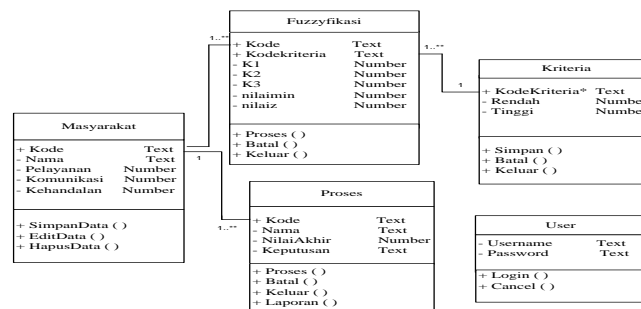 Fuzzyfikasi
+ Kode Text
+ Kodekriteria Text
- K1 Number
- K2 Number
- K3 Number
- nilaimin Number
- nilaiz Number
+ Proses ( )
+ Batal ( )
+ Keluar ( )
1..**
1..**
1
Kriteria
+ KodeKriteria* Text
- Rendah Numbe
- Tinggi Numbe
+ Simpan ( )
+ Batal ( )
+ Keluar ( )
Masyarakat
+ Kode Text
- Nama Text
- Pelayanan Number
- Komunikasi Number
- Kehandalan Number
+ SimpanData ( )
+ EditData ( )
+ HapusData ( )
1
1..**
Proses
+ Kode Text
- Nama Text
- NilaiAkhir Number
- Keputusan Text
+ Proses ( )
+ Batal ( )
+ Keluar ( )
+ Laporan ( )
User
- Username Text
- Password Text
+ Login ( )
+ Cancel ( )